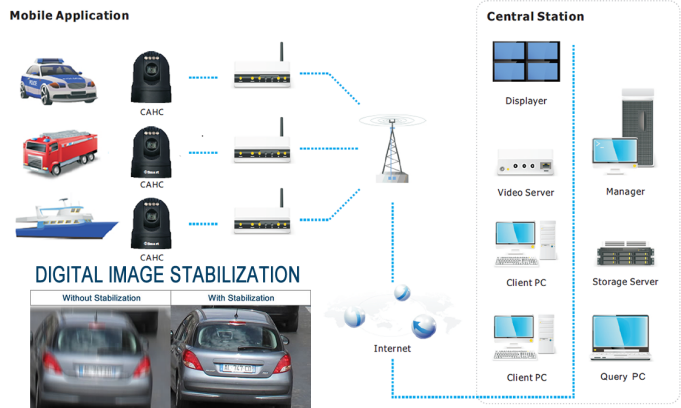 Mobile Application
Central Station
CAHC
Displayer
CAHC
Video Server
Manager
CAHC
Client PC
Storage Server
DIGITAL IMAGE STABILIZATION
Without Stabilization
With Stabilization
Internet
Client PC
Query PC